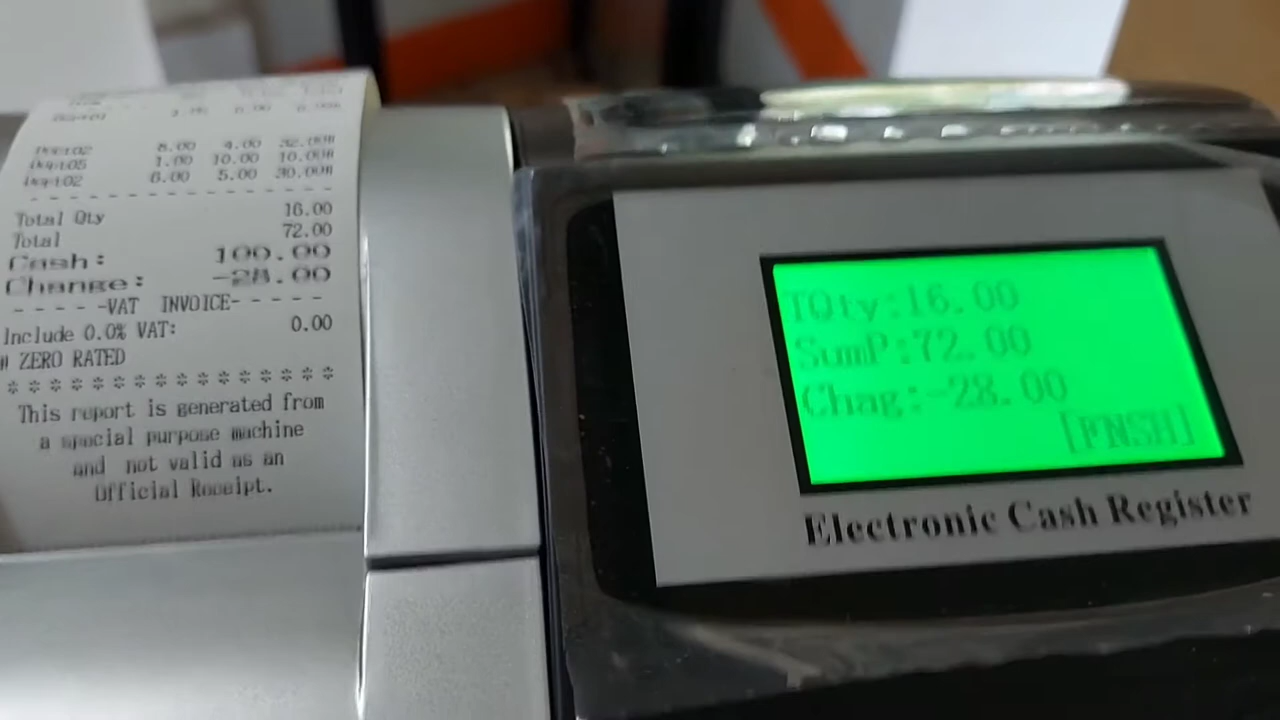 Dept02 8.00 4.00 32.00#
Dept05 1.00 10.00 10.00#
Dept02 6.00 5.00 30.00#
- - - - - - - - - - - - - - - -
Total Qty 16.00
Total 72.00
Cash: 100.00
Change: -28.00
- - - - -VAT INVOICE- - - - -
Include 0.0% VAT: 0.00
# ZERO RATED
* * * * * * * * * * * * * * * *
This report is generated from
a special purpose machine
and not valid as an
Official Receipt.
TQty:16.00
SumP:72.00
Chag:-28.00
[FNSH]
Electronic Cash Register